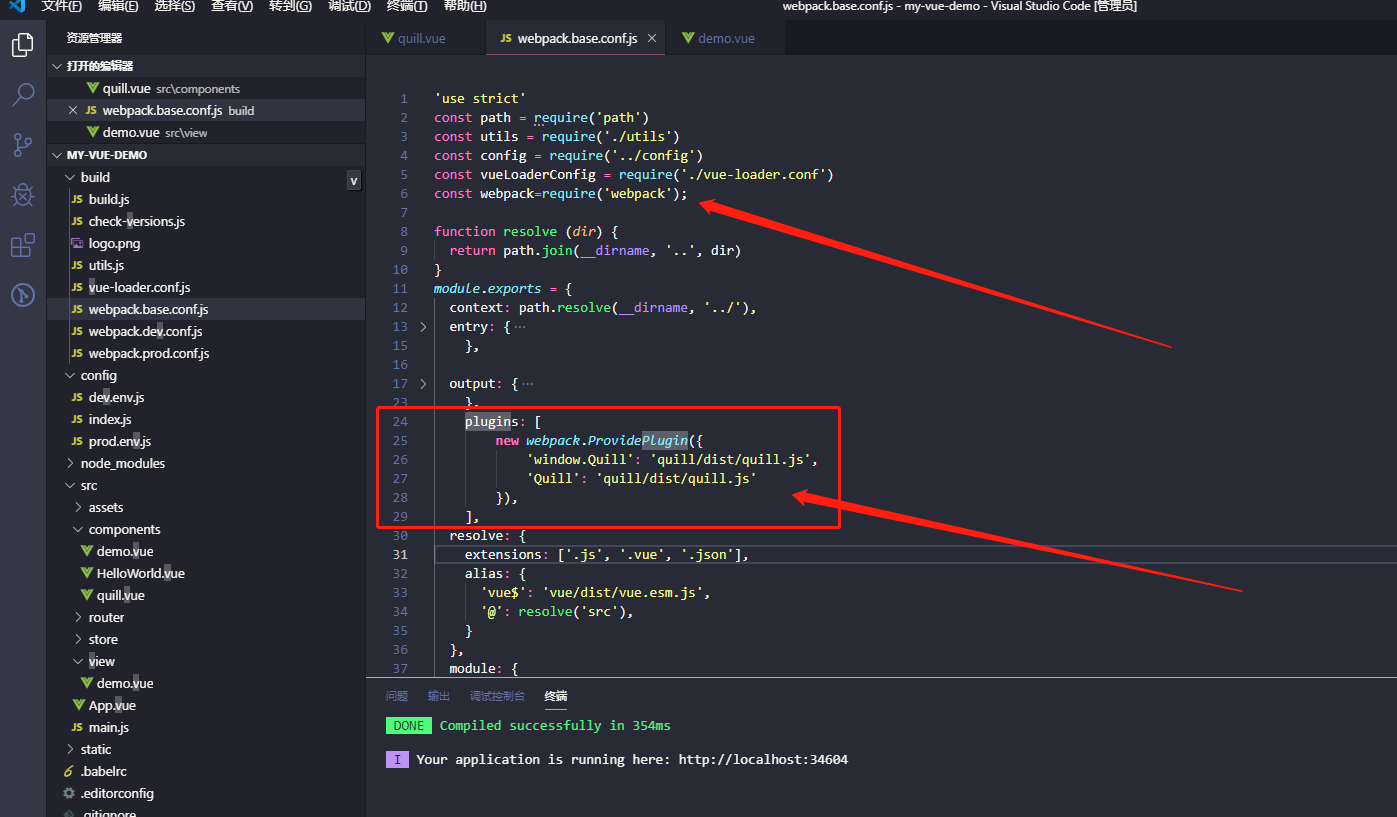 文件(F) 编辑(E) 选择(S) 查看(V) 转到(G) 调试(D) 终端(T) 帮助(H)
webpack.base.conf.js - my-vue-demo - Visual Studio Code [管理员]
资源管理器
打开的编辑器
quill.vue src\components
JS webpack.base.conf.js build
demo.vue src\view
MY-VUE-DEMO
build
v
JS build.js
JS check-versions.js
logo.png
JS utils.js
JS vue-loader.conf.js
JS webpack.base.conf.js
JS webpack.dev.conf.js
JS webpack.prod.conf.js
config
JS dev.env.js
JS index.js
JS prod.env.js
node_modules
src
assets
components
demo.vue
HelloWorld.vue
quill.vue
router
store
view
demo.vue
App.vue
JS main.js
static
.babelrc
.editorconfig
.gitignore
quill.vue
JS webpack.base.conf.js
demo.vue
1 'use strict'
2 const path = require('path')
3 const utils = require('./utils')
4 const config = require('../config')
5 const vueLoaderConfig = require('./vue-loader.conf')
6 const webpack=require('webpack');
7
8 function resolve (dir) {
9 return path.join(__dirname, '..', dir)
10 }
11 module.exports = {
12 context: path.resolve(__dirname, '../'),
13 entry: {···
15 },
16
17 output: {···
23 },
24 plugins: [
25 new webpack.ProvidePlugin({
26 'window.Quill': 'quill/dist/quill.js',
27 'Quill': 'quill/dist/quill.js'
28 }),
29 ],
30 resolve: {
31 extensions: ['.js', '.vue', '.json'],
32 alias: {
33 'vue$': 'vue/dist/vue.esm.js',
34 '@': resolve('src'),
35 }
36 },
37 module: {
问题 输出 调试控制台 终端
DONE Compiled successfully in 354ms
I Your application is running here: http://localhost:34604